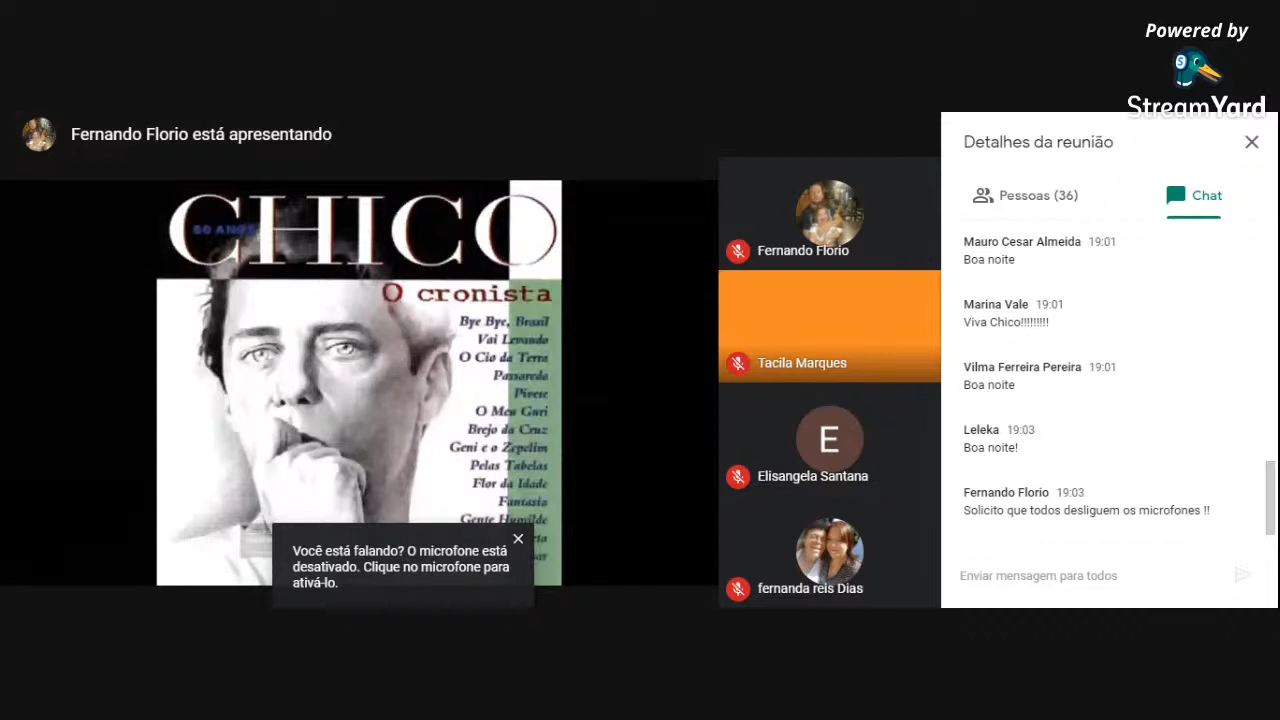 Powered by
StreamYard
Fernando Florio está apresentando
CHICO
50 ANOS
O cronista
Bye Bye, Brasil
Vai Levando
O Cio da Terra
Passaredo
Pivete
O Meu Guri
Brejo da Cruz
Geni e o Zepelim
Pelas Tabelas
Flor da Idade
Fantasia
Gente Humilde
Você está falando? O microfone está
desativado. Clique no microfone para
ativá-lo.
Fernando Florio
Tacila Marques
E
Elisangela Santana
fernanda reis Dias
Detalhes da reunião
Pessoas (36)
Chat
Mauro Cesar Almeida 19:01
Boa noite
Marina Vale 19:01
Viva Chico!!!!!!!!!
Vilma Ferreira Pereira 19:01
Boa noite
Leleka 19:03
Boa noite!
Fernando Florio 19:03
Solicito que todos desliguem os microfones !!
Enviar mensagem para todos